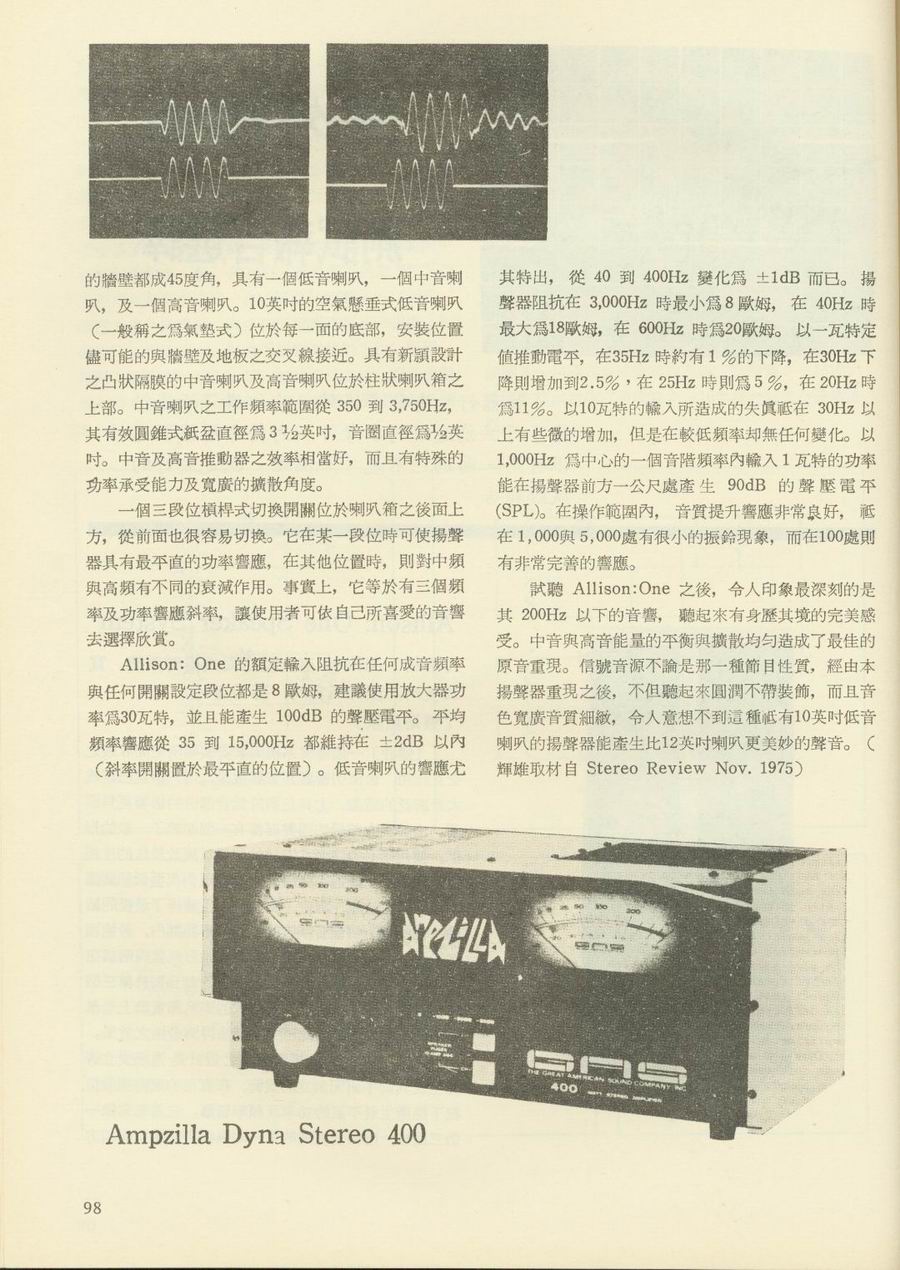 的牆壁都成45度角，具有一個低音喇叭，一個中音喇
叭，及一個高音喇叭。10英吋的空氣懸垂式低音喇叭
（一般稱之爲氣墊式）位於每一面的底部，安裝位置
儘可能的與牆壁及地板之交叉線接近。具有新穎設計
之凸狀隔膜的中音喇叭及高音喇叭位於柱狀喇叭箱之
上部。中音喇叭之工作頻率範圍從 350 到 3,750Hz，
其有效圓錐式紙盆直徑爲3½英吋，音圈直徑爲½英
吋。中音及高音推動器之效率相當好，而且有特殊的
功率承受能力及寬廣的擴散角度。
一個三段位槓桿式切換開關位於喇叭箱之後面上
方，從前面也很容易切換。它在某一段位時可使揚聲
器具有最平直的功率響應，在其他位置時，則對中頻
與高頻有不同的衰減作用。事實上，它等於有三個頻
率及功率響應斜率，讓使用者可依自己所喜愛的音響
去選擇欣賞。
Allison: One 的額定輸入阻抗在任何成音頻率
與任何開關設定段位都是8歐姆，建議使用放大器功
率爲30瓦特，並且能產生 100dB 的聲壓電平。平均
頻率響應從 35 到 15,000Hz 都維持在 ±2dB 以內
（斜率開關置於最平直的位置）。低音喇叭的響應尤
其特出，從 40 到 400Hz 變化爲 ±1dB 而已。揚
聲器阻抗在 3,000Hz 時最小爲8歐姆，在 40Hz 時
最大爲18歐姆，在 600Hz 時爲20歐姆。以一瓦特定
値推動電平，在35Hz 時約有1％的下降，在30Hz下
降則增加到2.5％，在 25Hz 時則爲5％，在20Hz時
爲11％。以10瓦特的輸入所造成的失眞祗在 30Hz 以
上有些微的增加，但是在較低頻率却無任何變化。以
1,000Hz 爲中心的一個音階頻率內輸入1瓦特的功率
能在揚聲器前方一公尺處產生 90dB 的聲壓電平
(SPL)。在操作範圍內，音質提升響應非常良好，祗
在1,000與5,000處有很小的振鈴現象，而在100處則
有非常完善的響應。
試聽 Allison:One 之後，令人印象最深刻的是
其 200Hz 以下的音響，聽起來有身歷其境的完美感
受。中音與高音能量的平衡與擴散均勻造成了最佳的
原音重現。信號音源不論是那一種節目性質，經由本
揚聲器重現之後，不但聽起來圓潤不帶裝飾，而且音
色寬廣音質細緻，令人意想不到這種祗有10英吋低音
喇叭的揚聲器能產生比12英吋喇叭更美妙的聲音。（
輝雄取材自 Stereo Review Nov. 1975）
AMPZILLA
GAS
THE GREAT AMERICAN SOUND COMPANY INC
400 WATT STEREO AMPLIFIER
Ampzilla Dyna Stereo 400
98